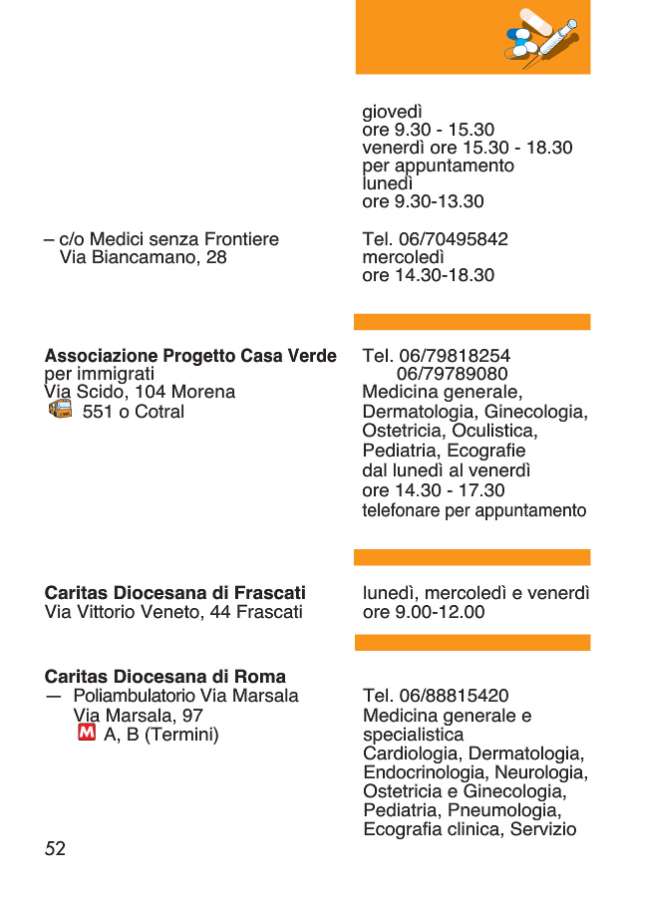 giovedì
ore 9.30 - 15.30
venerdì ore 15.30 - 18.30
per appuntamento
lunedì
ore 9.30-13.30
– c/o Medici senza Frontiere
Via Biancamano, 28
Tel. 06/70495842
mercoledì
ore 14.30-18.30
Associazione Progetto Casa Verde
per immigrati
Via Scido, 104 Morena
551 o Cotral
Tel. 06/79818254
06/79789080
Medicina generale,
Dermatologia, Ginecologia,
Ostetricia, Oculistica,
Pediatria, Ecografie
dal lunedì al venerdì
ore 14.30 - 17.30
telefonare per appuntamento
Caritas Diocesana di Frascati
Via Vittorio Veneto, 44 Frascati
lunedì, mercoledì e venerdì
ore 9.00-12.00
Caritas Diocesana di Roma
— Poliambulatorio Via Marsala
Via Marsala, 97
M A, B (Termini)
Tel. 06/88815420
Medicina generale e
specialistica
Cardiologia, Dermatologia,
Endocrinologia, Neurologia,
Ostetricia e Ginecologia,
Pediatria, Pneumologia,
Ecografia clinica, Servizio
52